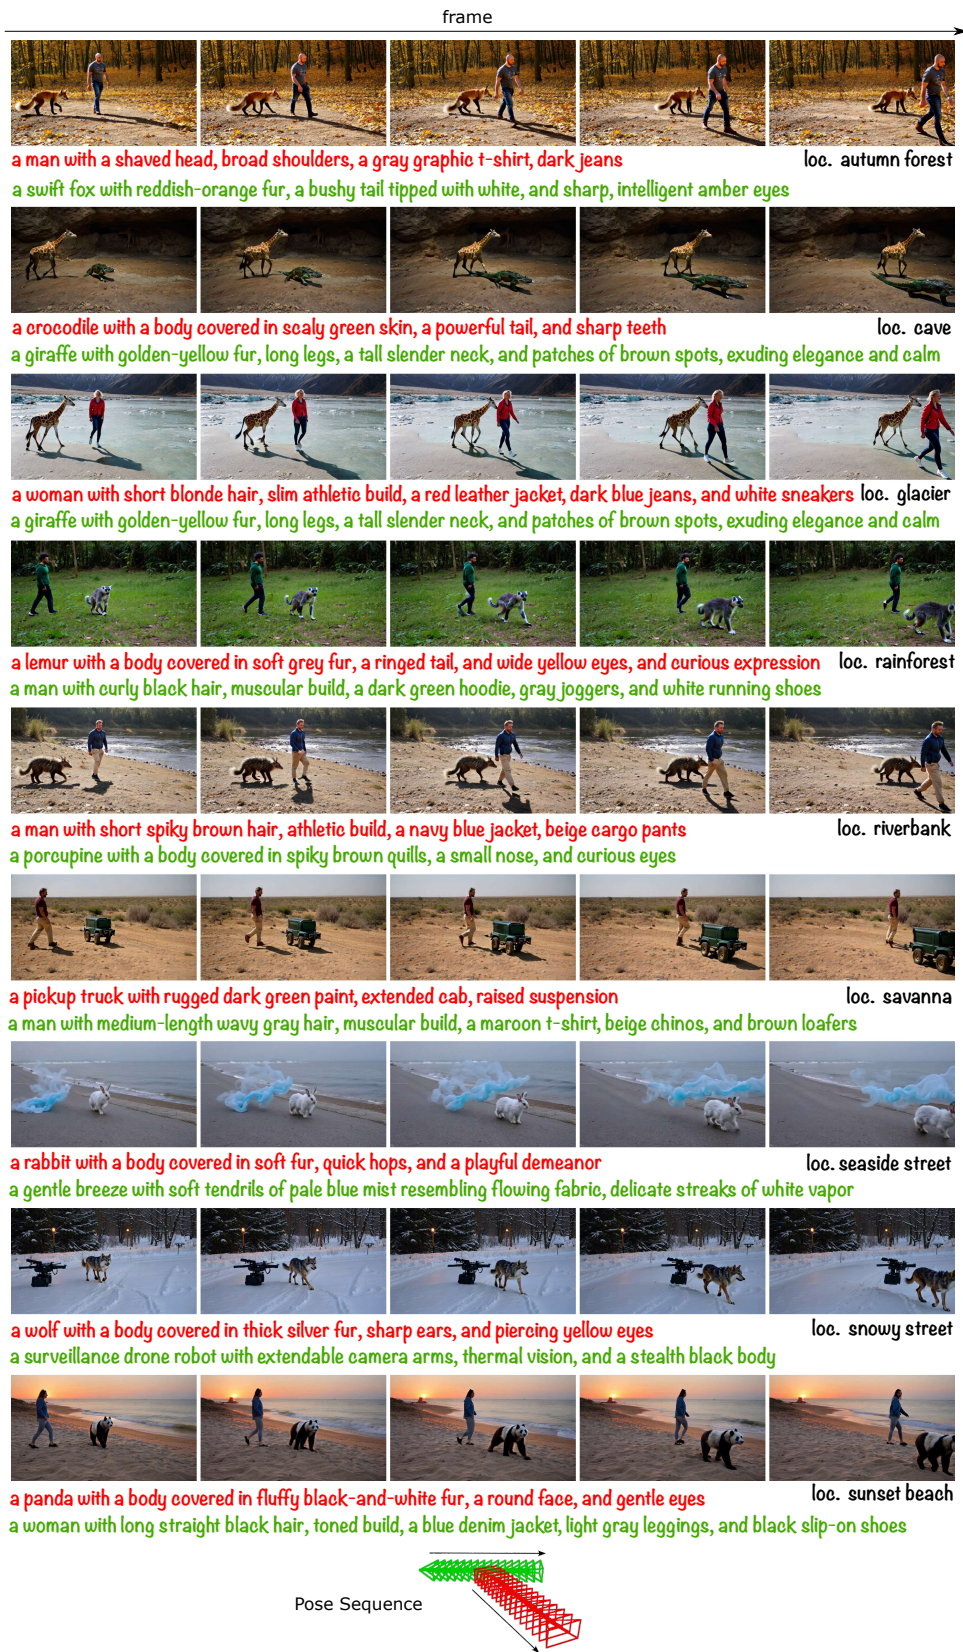 frame
a man with a shaved head, broad shoulders, a gray graphic t-shirt, dark jeans loc. autumn forest
a swift fox with reddish-orange fur, a bushy tail tipped with white, and sharp, intelligent amber eyes
a crocodile with a body covered in scaly green skin, a powerful tail, and sharp teeth loc. cave
a giraffe with golden-yellow fur, long legs, a tall slender neck, and patches of brown spots, exuding elegance and calm
a woman with short blonde hair, slim athletic build, a red leather jacket, dark blue jeans, and white sneakers loc. glacier
a giraffe with golden-yellow fur, long legs, a tall slender neck, and patches of brown spots, exuding elegance and calm
a lemur with a body covered in soft grey fur, a ringed tail, and wide yellow eyes, and curious expression loc. rainforest
a man with curly black hair, muscular build, a dark green hoodie, gray joggers, and white running shoes
a man with short spiky brown hair, athletic build, a navy blue jacket, beige cargo pants loc. riverbank
a porcupine with a body covered in spiky brown quills, a small nose, and curious eyes
a pickup truck with rugged dark green paint, extended cab, raised suspension loc. savanna
a man with medium-length wavy gray hair, muscular build, a maroon t-shirt, beige chinos, and brown loafers
a rabbit with a body covered in soft fur, quick hops, and a playful demeanor loc. seaside street
a gentle breeze with soft tendrils of pale blue mist resembling flowing fabric, delicate streaks of white vapor
a wolf with a body covered in thick silver fur, sharp ears, and piercing yellow eyes loc. snowy street
a surveillance drone robot with extendable camera arms, thermal vision, and a stealth black body
a panda with a body covered in fluffy black-and-white fur, a round face, and gentle eyes loc. sunset beach
a woman with long straight black hair, toned build, a blue denim jacket, light gray leggings, and black slip-on shoes
Pose Sequence